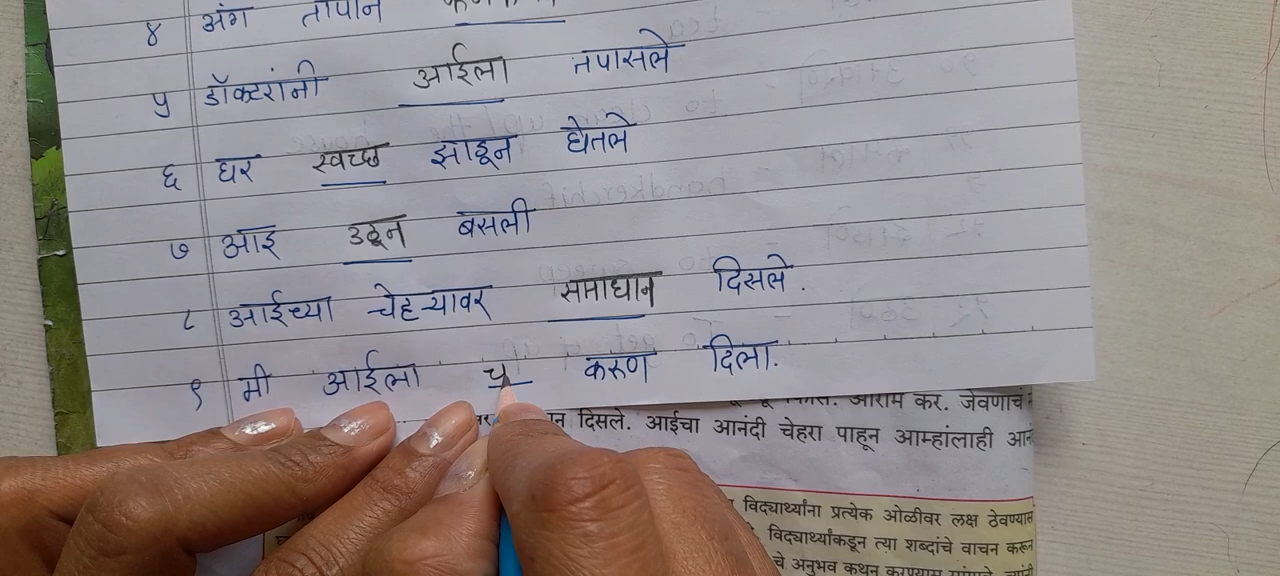 ४ अंग तापान
५ डॉक्टरांनी आईला तपासले
६ घर स्वच्छ झाडून घेतले
७ आइ उठून बसली
८ आईच्या चेहऱ्यावर समाधान दिसले.
९ मी आईला च करुण दिला.
आराम कर. जेवणाच
दिसले. आईचा आनंदी चेहरा पाहून आम्हांलाही
विद्यार्थ्यांना प्रत्येक ओळीवर लक्ष ठेवण्यास
विद्यार्थ्यांकडून त्या शब्दांचे वाचन करून
चे अनुभव कथन